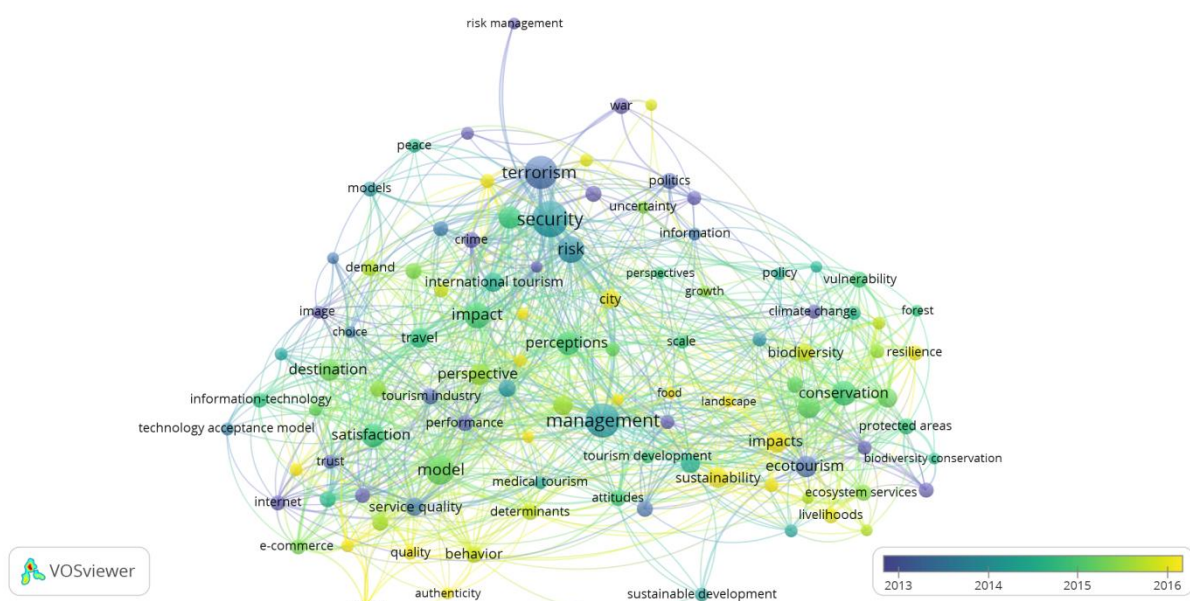 risk management
war
peace
terrorism
models
politics
uncertainty
security
information
crime
risk
demand
international tourism
perspectives
policy
vulnerability
growth
city
image
impact
climate change
forest
choice
travel
perceptions
scale
biodiversity
resilience
destination
perspective
information-technology
tourism industry
food
landscape
conservation
technology acceptance model
satisfaction
performance
management
protected areas
impacts
trust
model
tourism development
ecotourism
biodiversity conservation
medical tourism
sustainability
internet
service quality
determinants
attitudes
ecosystem services
livelihoods
e-commerce
quality
behavior
authenticity
sustainable development
VOSviewer
2013
2014
2015
2016